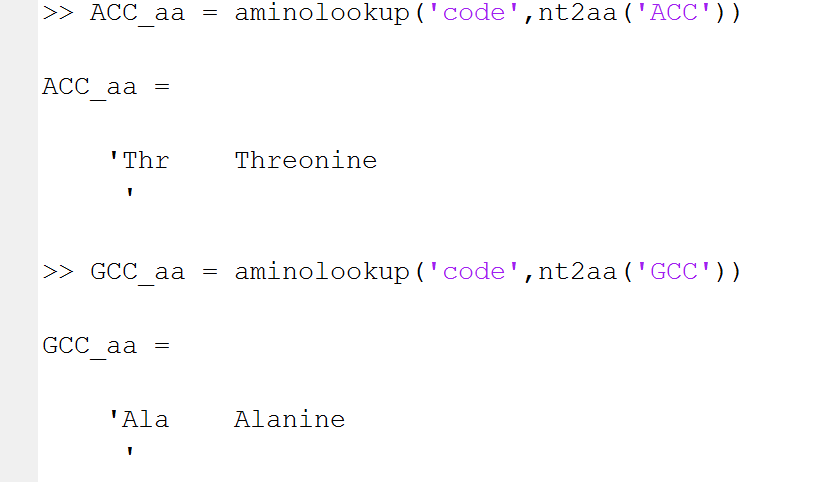 >> ACC_aa = aminolookup('code',nt2aa('ACC'))
ACC_aa =
'Thr    Threonine
'
>> GCC_aa = aminolookup('code',nt2aa('GCC'))
GCC_aa =
'Ala    Alanine
'